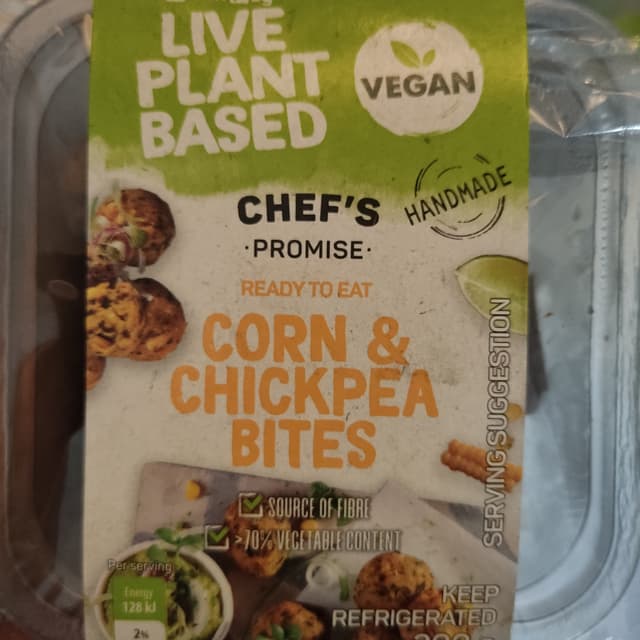 LIVE
PLANT
BASED
VEGAN
HANDMADE
CHEF'S
·PROMISE·
READY TO EAT
CORN &
CHICKPEA
BITES
SERVING SUGGESTION
SOURCE OF FIBRE
>70% VEGETABLE CONTENT
Per serving
Energy
128 kJ
2%
KEEP
REFRIGERATED